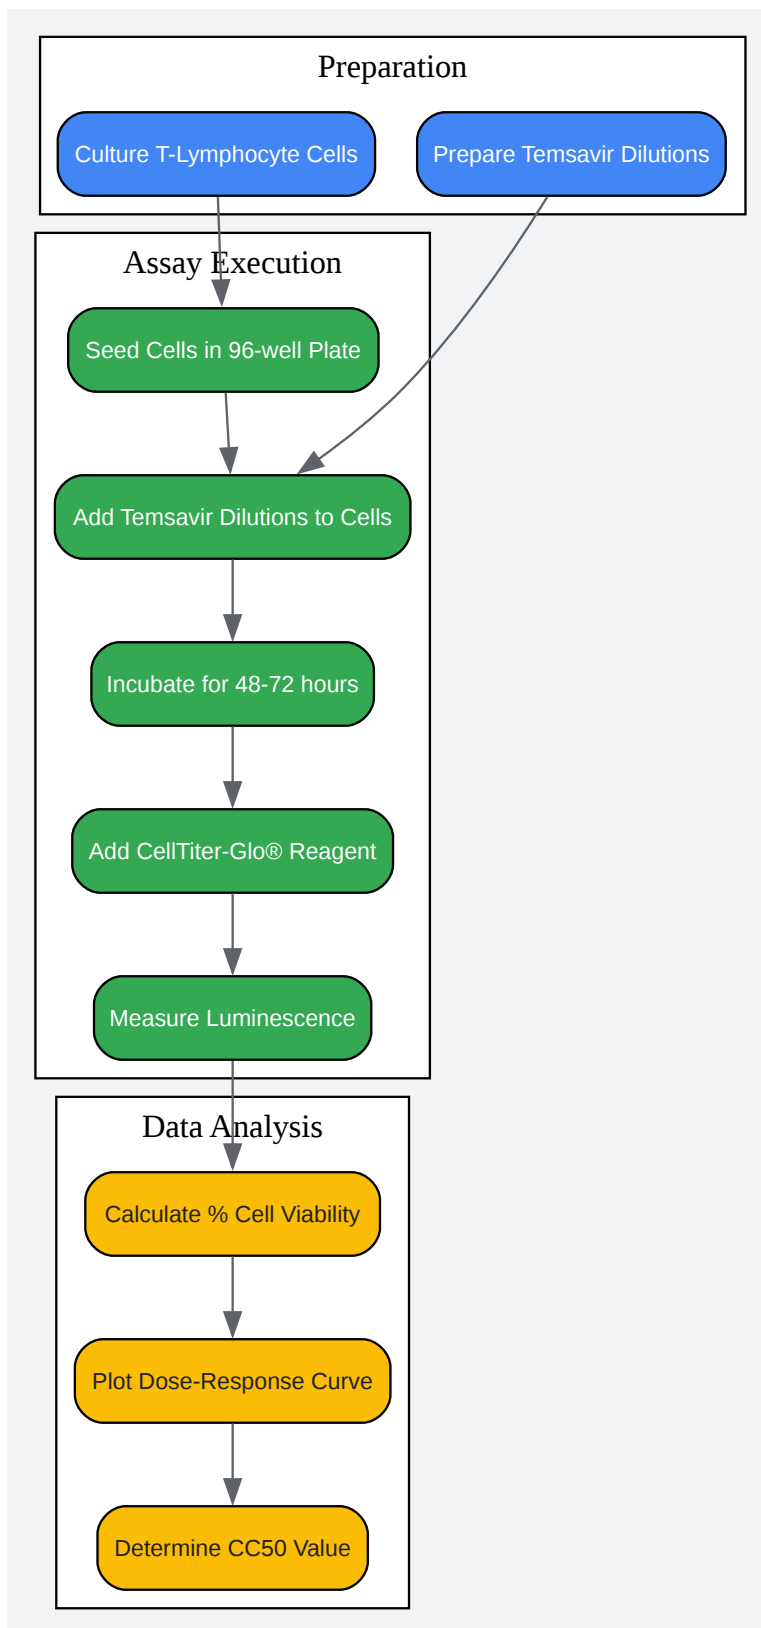 Preparation
Culture T-Lymphocyte Cells
Prepare Temsavir Dilutions
Assay Execution
Seed Cells in 96-well Plate
Add Temsavir Dilutions to Cells
Incubate for 48-72 hours
Add CellTiter-Glo® Reagent
Measure Luminescence
Data Analysis
Calculate % Cell Viability
Plot Dose-Response Curve
Determine CC50 Value